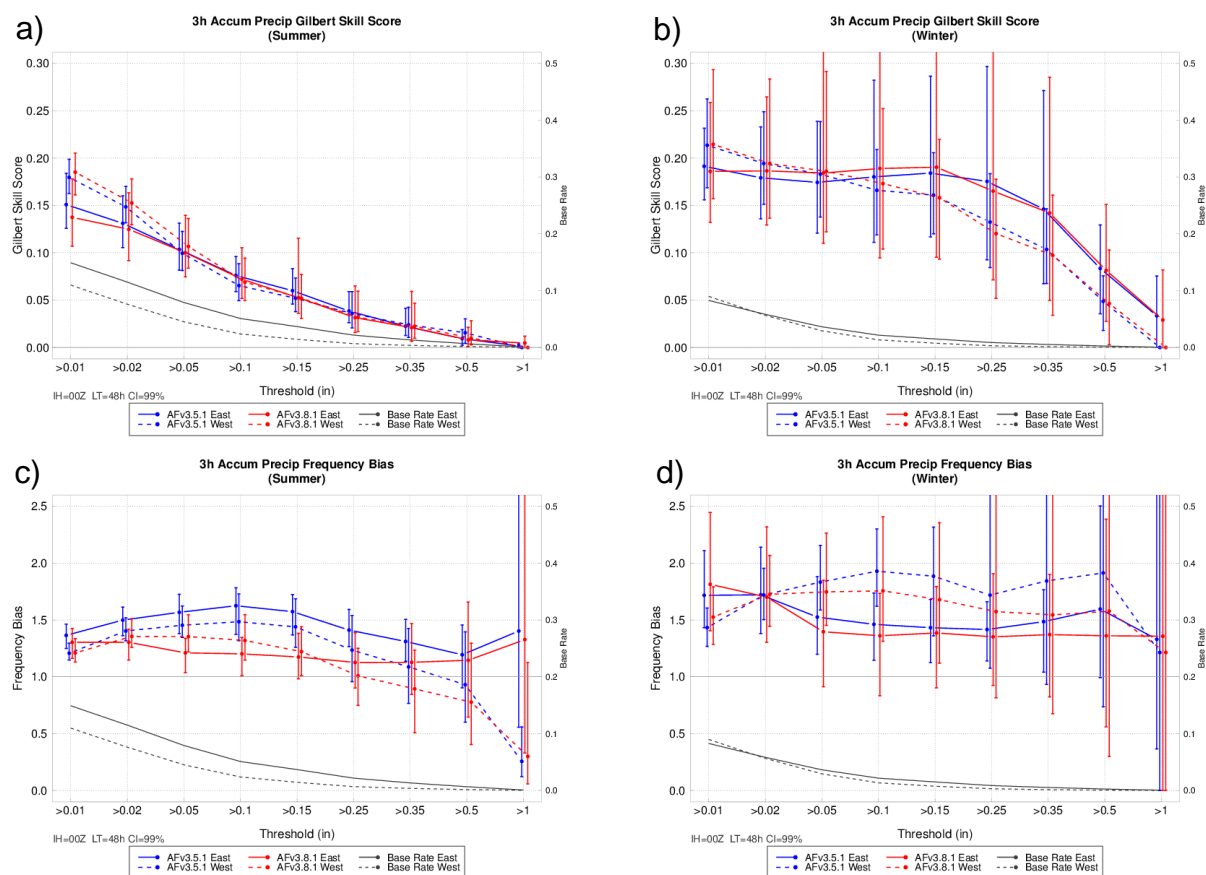 a)
3h Accum Precip Gilbert Skill Score
(Summer)
Gilbert Skill Score
0.30
0.25
0.20
0.15
0.10
0.05
0.00
0.5
0.4
0.3
0.2
0.1
0.0
Base Rate
>0.01 >0.02 >0.05 >0.1 >0.15 >0.25 >0.35 >0.5 >1
Threshold (in)
IH=00Z LT=48h CI=99%
AFv3.5.1 East AFv3.8.1 East Base Rate East
AFv3.5.1 West AFv3.8.1 West Base Rate West
b)
3h Accum Precip Gilbert Skill Score
(Winter)
Gilbert Skill Score
0.30
0.25
0.20
0.15
0.10
0.05
0.00
0.5
0.4
0.3
0.2
0.1
0.0
Base Rate
>0.01 >0.02 >0.05 >0.1 >0.15 >0.25 >0.35 >0.5 >1
Threshold (in)
IH=00Z LT=48h CI=99%
AFv3.5.1 East AFv3.8.1 East Base Rate East
AFv3.5.1 West AFv3.8.1 West Base Rate West
c)
3h Accum Precip Frequency Bias
(Summer)
Frequency Bias
2.5
2.0
1.5
1.0
0.5
0.0
0.5
0.4
0.3
0.2
0.1
0.0
Base Rate
>0.01 >0.02 >0.05 >0.1 >0.15 >0.25 >0.35 >0.5 >1
Threshold (in)
IH=00Z LT=48h CI=99%
AFv3.5.1 East AFv3.8.1 East Base Rate East
AFv3.5.1 West AFv3.8.1 West Base Rate West
d)
3h Accum Precip Frequency Bias
(Winter)
Frequency Bias
2.5
2.0
1.5
1.0
0.5
0.0
0.5
0.4
0.3
0.2
0.1
0.0
Base Rate
>0.01 >0.02 >0.05 >0.1 >0.15 >0.25 >0.35 >0.5 >1
Threshold (in)
IH=00Z LT=48h CI=99%
AFv3.5.1 East AFv3.8.1 East Base Rate East
AFv3.5.1 West AFv3.8.1 West Base Rate West